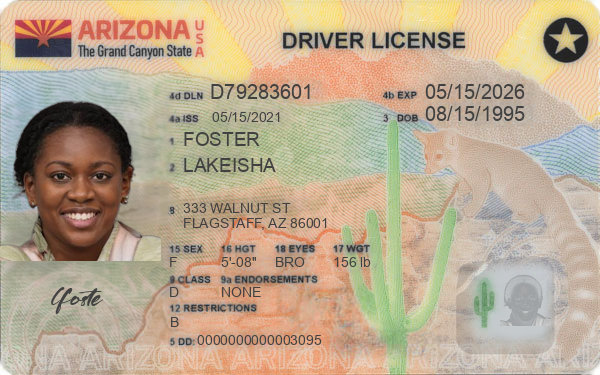 ARIZONA USA
The Grand Canyon State
DRIVER LICENSE
4d DLN D79283601
4b EXP 05/15/2026
4a ISS 05/15/2021
3 DOB 08/15/1995
1 FOSTER
2 LAKEISHA
8 333 WALNUT ST
FLAGSTAFF, AZ 86001
15 SEX 16 HGT 18 EYES 17 WGT
F 5'-08" BRO 156 lb
9 CLASS 9a ENDORSEMENTS
D NONE
12 RESTRICTIONS
B
5 DD: 0000000000003095
Foste
ARIZONA ARIZONA ARIZONA ARIZONA